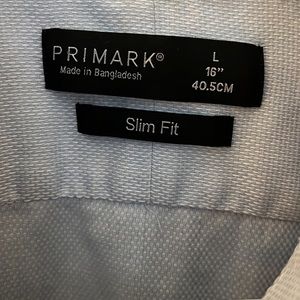 PRIMARK®
Made in Bangladesh
L
16"
40.5CM
Slim Fit